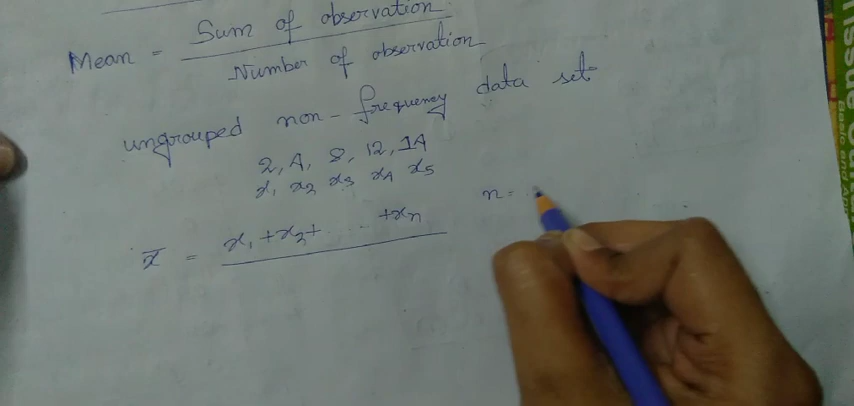 Mean = Sum of observation
Number of observation
ungrouped non-frequency data set
2, 4, 8, 12, 14
x₁ x₂ x₃ x₄ x₅
x̄ = x₁+x₂+ ... +xₙ
n =